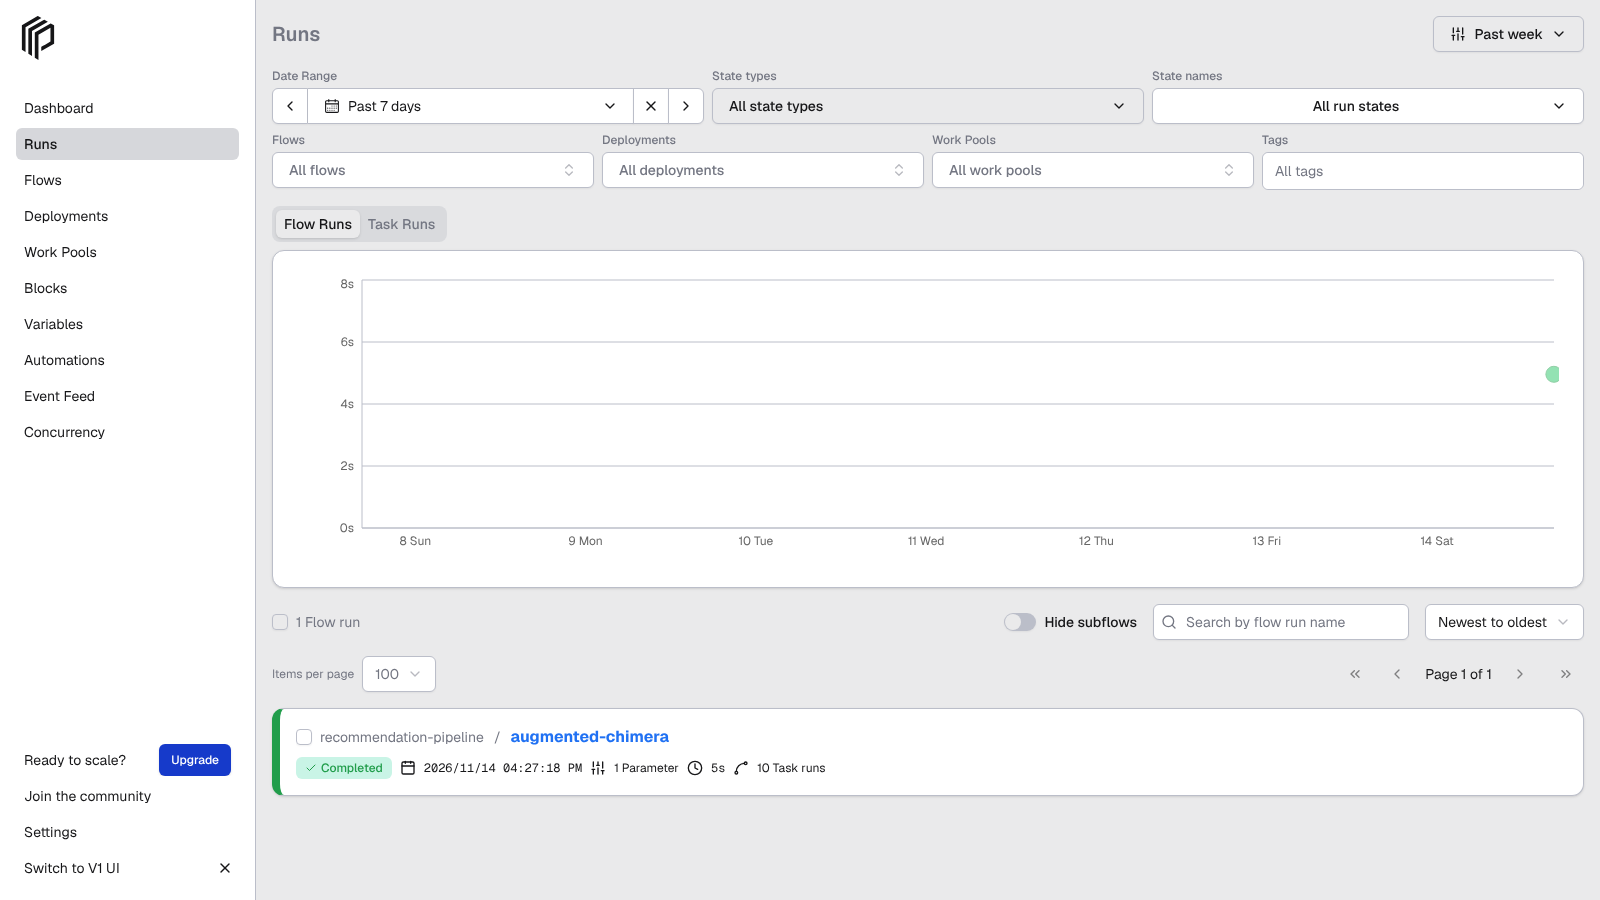 Dashboard
Runs
Flows
Deployments
Work Pools
Blocks
Variables
Automations
Event Feed
Concurrency
Ready to scale?
Upgrade
Join the community
Settings
Switch to V1 UI
Runs
Past week
Date Range
State types
State names
Past 7 days
All state types
All run states
Flows
Deployments
Work Pools
Tags
All flows
All deployments
All work pools
All tags
Flow Runs
Task Runs
8s
6s
4s
2s
0s
8 Sun
9 Mon
10 Tue
11 Wed
12 Thu
13 Fri
14 Sat
1 Flow run
Hide subflows
Search by flow run name
Newest to oldest
Items per page
100
Page 1 of 1
recommendation-pipeline / augmented-chimera
Completed
2026/11/14 04:27:18 PM
1 Parameter
5s
10 Task runs